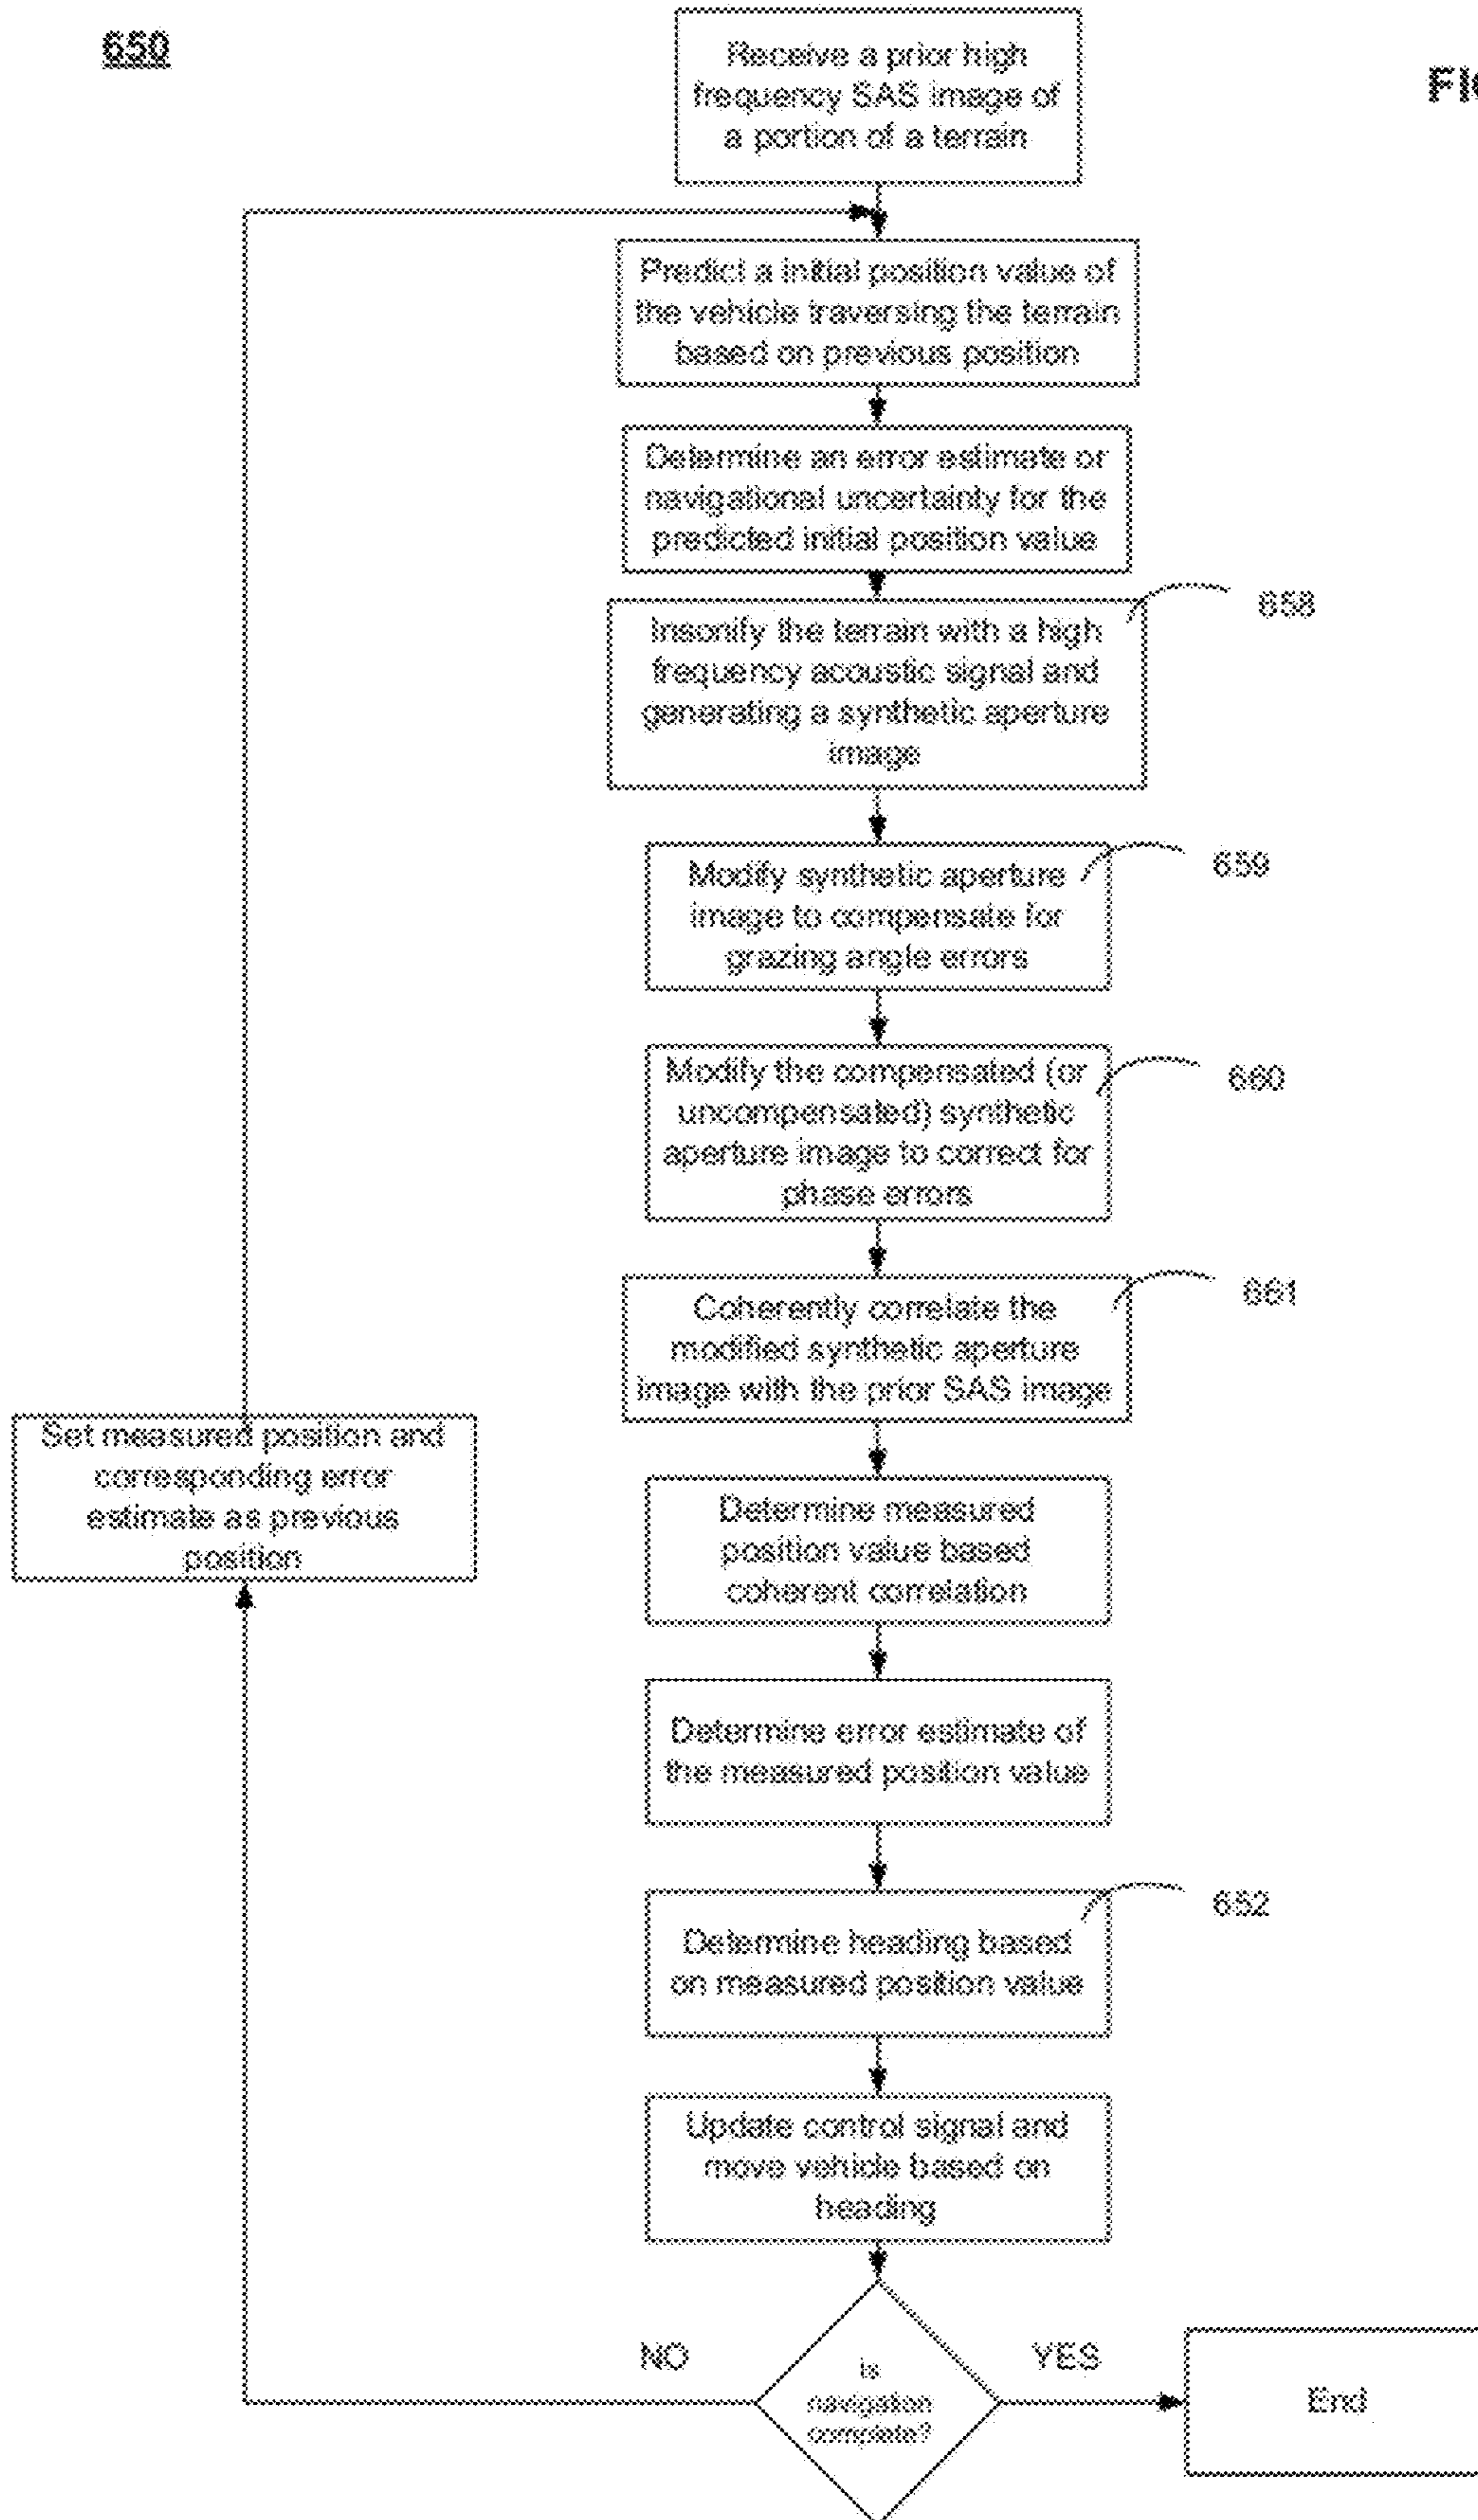 650
FIG
Receive a prior high
frequency SAS image of
a portion of a terrain
Predict a initial position value of
the vehicle traversing the terrain
based on previous position
Determine an error estimate or
navigational uncertainty for the
predicted initial position value
658
Insonify the terrain with a high
frequency acoustic signal and
generating a synthetic aperture
image
659
Modify synthetic aperture
image to compensate for
grazing angle errors
660
Modify the compensated (or
uncompensated) synthetic
aperture image to correct for
phase errors
661
Coherently correlate the
modified synthetic aperture
image with the prior SAS image
Set measured position and
corresponding error
estimate as previous
position
Determine measured
position value based
coherent correlation
Determine error estimate of
the measured position value
652
Determine heading based
on measured position value
Update control signal and
move vehicle based on
heading
NO
YES
is
navigation
complete?
End